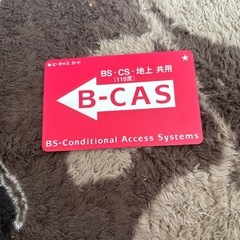 ★ ビーキャス カード ★
BS・CS・地上 共用
(110度)
B-CAS
BS-Conditional Access Systems